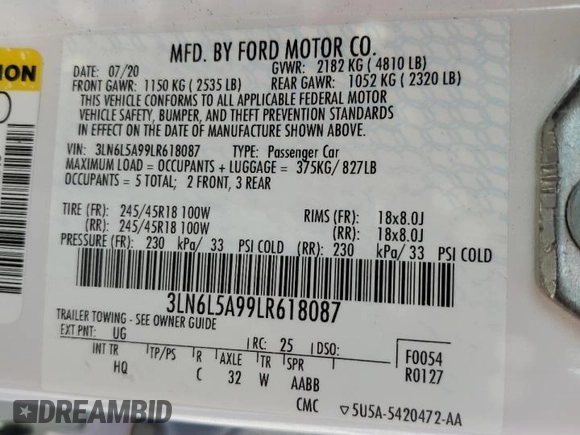 ION
MFD. BY FORD MOTOR CO.
DATE: 07/20 GVWR: 2182 KG ( 4810 LB)
FRONT GAWR: 1150 KG ( 2535 LB) REAR GAWR: 1052 KG ( 2320 LB)
THIS VEHICLE CONFORMS TO ALL APPLICABLE FEDERAL MOTOR
VEHICLE SAFETY, BUMPER, AND THEFT PREVENTION STANDARDS
IN EFFECT ON THE DATE OF MANUFACTURE SHOWN ABOVE.
VIN: 3LN6L5A99LR618087 TYPE: Passenger Car
MAXIMUM LOAD = OCCUPANTS + LUGGAGE = 375KG/ 827LB
OCCUPANTS = 5 TOTAL; 2 FRONT, 3 REAR
TIRE (FR): 245/45R18 100W RIMS (FR): 18x8.0J
(RR): 245/45R18 100W (RR): 18x8.0J
PRESSURE (FR): 230 kPa/ 33 PSI COLD (RR): 230 kPa/ 33 PSI COLD
3LN6L5A99LR618087
TRAILER TOWING - SEE OWNER GUIDE
EXT PNT: UG RC: 25 DSO:
INT TR TP/PS R AXLE TR SPR F0054
HQ C 32 W AABB R0127
CMC ▽5U5A-5420472-AA
DREAMBID